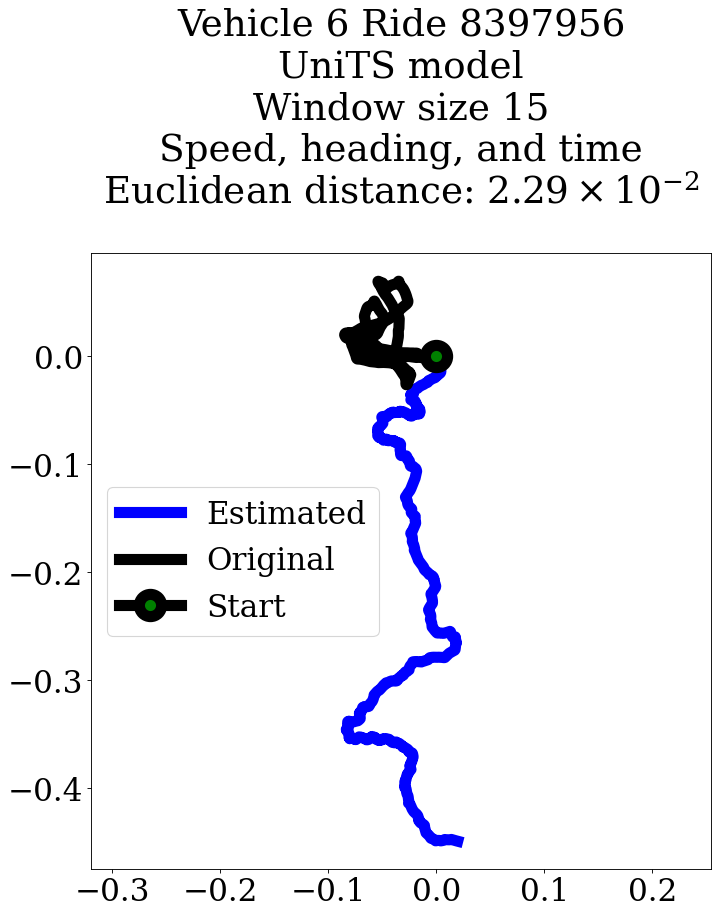 Vehicle 6 Ride 8397956
UniTS model
Window size 15
Speed, heading, and time
Euclidean distance: 2.29 × 10⁻²
0.0
−0.1
−0.2
−0.3
−0.4
Estimated
Original
Start
−0.3 −0.2 −0.1 0.0 0.1 0.2